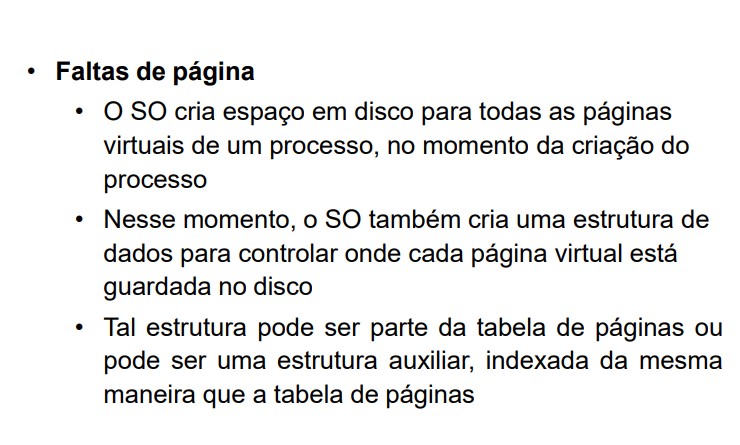 • Faltas de página
• O SO cria espaço em disco para todas as páginas
virtuais de um processo, no momento da criação do
processo
• Nesse momento, o SO também cria uma estrutura de
dados para controlar onde cada página virtual está
guardada no disco
• Tal estrutura pode ser parte da tabela de páginas ou
pode ser uma estrutura auxiliar, indexada da mesma
maneira que a tabela de páginas